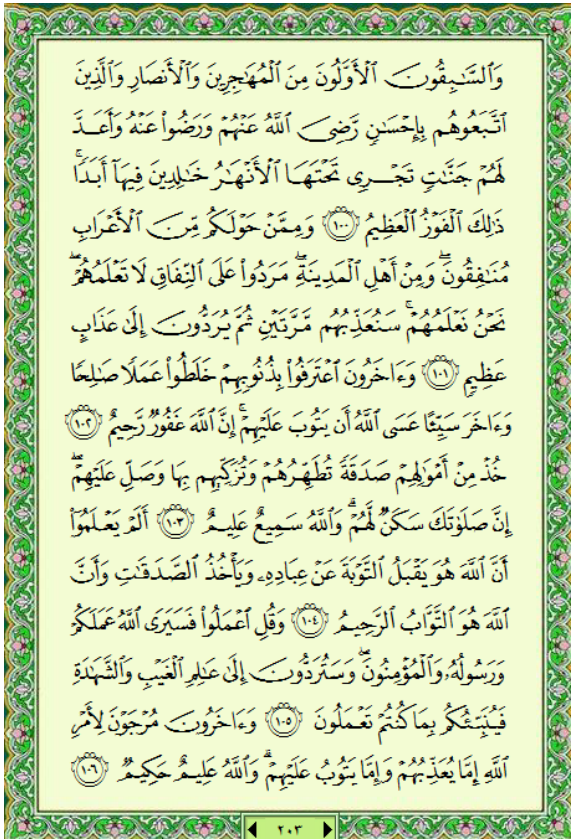 وَٱلسَّٰبِقُونَ ٱلْأَوَّلُونَ مِنَ ٱلْمُهَٰجِرِينَ وَٱلْأَنصَارِ وَٱلَّذِينَ
ٱتَّبَعُوهُم بِإِحْسَٰنٍ رَّضِىَ ٱللَّهُ عَنْهُمْ وَرَضُوا۟ عَنْهُ وَأَعَدَّ
لَهُمْ جَنَّٰتٍ تَجْرِى تَحْتَهَا ٱلْأَنْهَٰرُ خَٰلِدِينَ فِيهَآ أَبَدًا ۚ
ذَٰلِكَ ٱلْفَوْزُ ٱلْعَظِيمُ ١٠٠ وَمِمَّنْ حَوْلَكُم مِّنَ ٱلْأَعْرَابِ
مُنَٰفِقُونَ ۖ وَمِنْ أَهْلِ ٱلْمَدِينَةِ ۖ مَرَدُوا۟ عَلَى ٱلنِّفَاقِ لَا تَعْلَمُهُمْ ۖ
نَحْنُ نَعْلَمُهُمْ ۚ سَنُعَذِّبُهُم مَّرَّتَيْنِ ثُمَّ يُرَدُّونَ إِلَىٰ عَذَابٍ
عَظِيمٍ ١٠١ وَءَاخَرُونَ ٱعْتَرَفُوا۟ بِذُنُوبِهِمْ خَلَطُوا۟ عَمَلًا صَٰلِحًا
وَءَاخَرَ سَيِّئًا عَسَى ٱللَّهُ أَن يَتُوبَ عَلَيْهِمْ ۚ إِنَّ ٱللَّهَ غَفُورٌ رَّحِيمٌ ١٠٢
خُذْ مِنْ أَمْوَٰلِهِمْ صَدَقَةً تُطَهِّرُهُمْ وَتُزَكِّيهِم بِهَا وَصَلِّ عَلَيْهِمْ ۖ
إِنَّ صَلَوٰتَكَ سَكَنٌ لَّهُمْ ۗ وَٱللَّهُ سَمِيعٌ عَلِيمٌ ١٠٣ أَلَمْ يَعْلَمُوٓا۟
أَنَّ ٱللَّهَ هُوَ يَقْبَلُ ٱلتَّوْبَةَ عَنْ عِبَادِهِۦ وَيَأْخُذُ ٱلصَّدَقَٰتِ وَأَنَّ
ٱللَّهَ هُوَ ٱلتَّوَّابُ ٱلرَّحِيمُ ١٠٤ وَقُلِ ٱعْمَلُوا۟ فَسَيَرَى ٱللَّهُ عَمَلَكُمْ
وَرَسُولُهُۥ وَٱلْمُؤْمِنُونَ ۖ وَسَتُرَدُّونَ إِلَىٰ عَٰلِمِ ٱلْغَيْبِ وَٱلشَّهَٰدَةِ
فَيُنَبِّئُكُم بِمَا كُنتُمْ تَعْمَلُونَ ١٠٥ وَءَاخَرُونَ مُرْجَوْنَ لِأَمْرِ
ٱللَّهِ إِمَّا يُعَذِّبُهُمْ وَإِمَّا يَتُوبُ عَلَيْهِمْ ۗ وَٱللَّهُ عَلِيمٌ حَكِيمٌ ١٠٦
٢٠٣